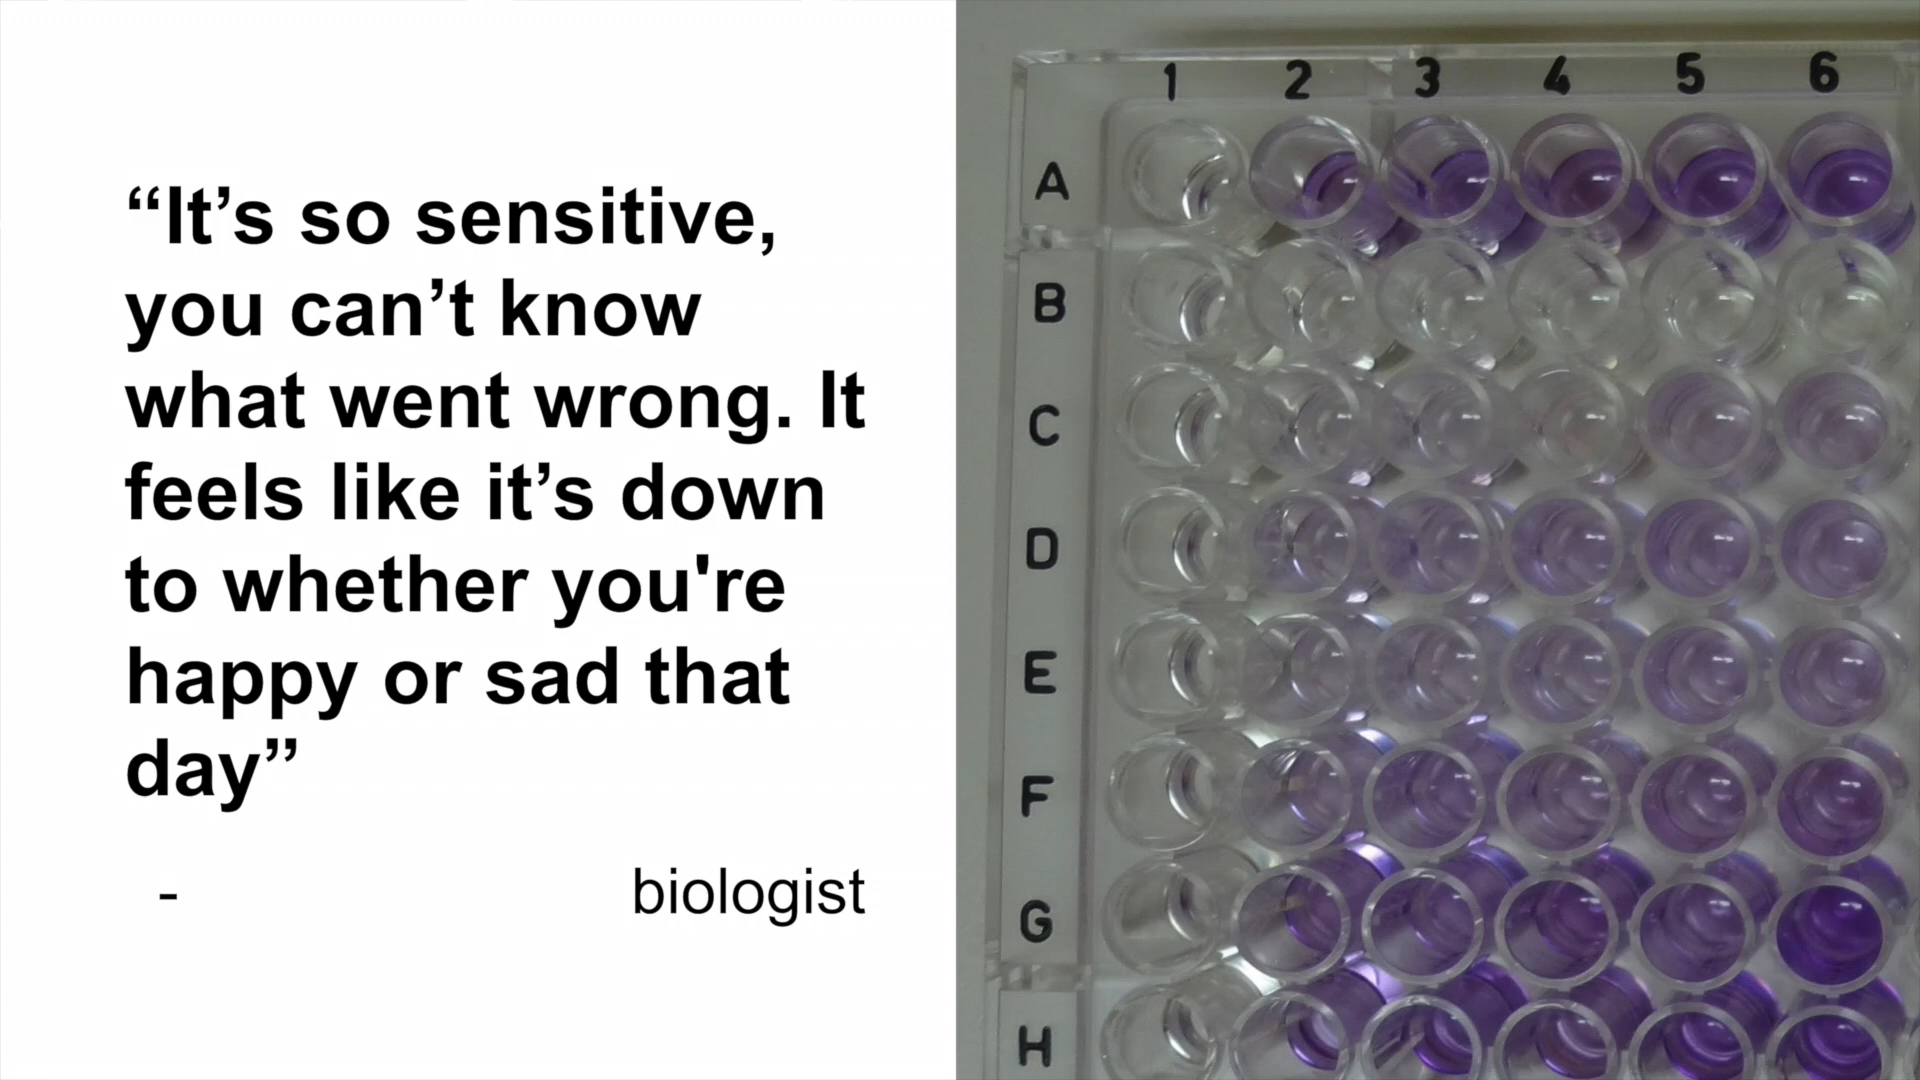 “It’s so sensitive,
you can’t know
what went wrong. It
feels like it’s down
to whether you're
happy or sad that
day”
- biologist
1 2 3 4 5 6
A
B
C
D
E
F
G
H